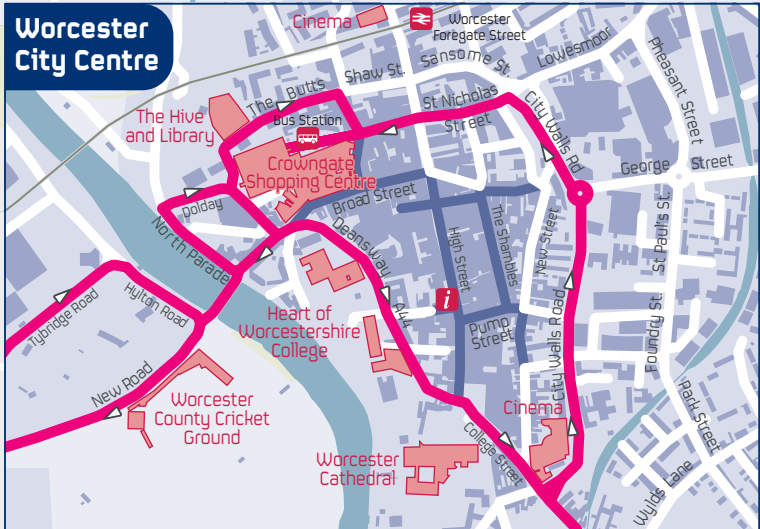 Worcester
City Centre
Cinema
Worcester
Foregate Street
Lowesmoor
Sansome St.
Shaw St.
Pheasant Street
The Butts
St Nicholas
Street
City Walls Rd
The Hive
and Library
Bus Station
George Street
Crowngate
Shopping Centre
Broad Street
Dolday
North Parade
Deansway
High Street
The Shambles
New Street
St Paul's St.
Tybridge Road
Hylton Road
A44
i
Heart of
Worcestershire
College
Pump
Street
City Walls Road
Foundry St.
New Road
Worcester
County Cricket
Ground
Cinema
Park Street
College Street
Worcester
Cathedral
Wylds Lane